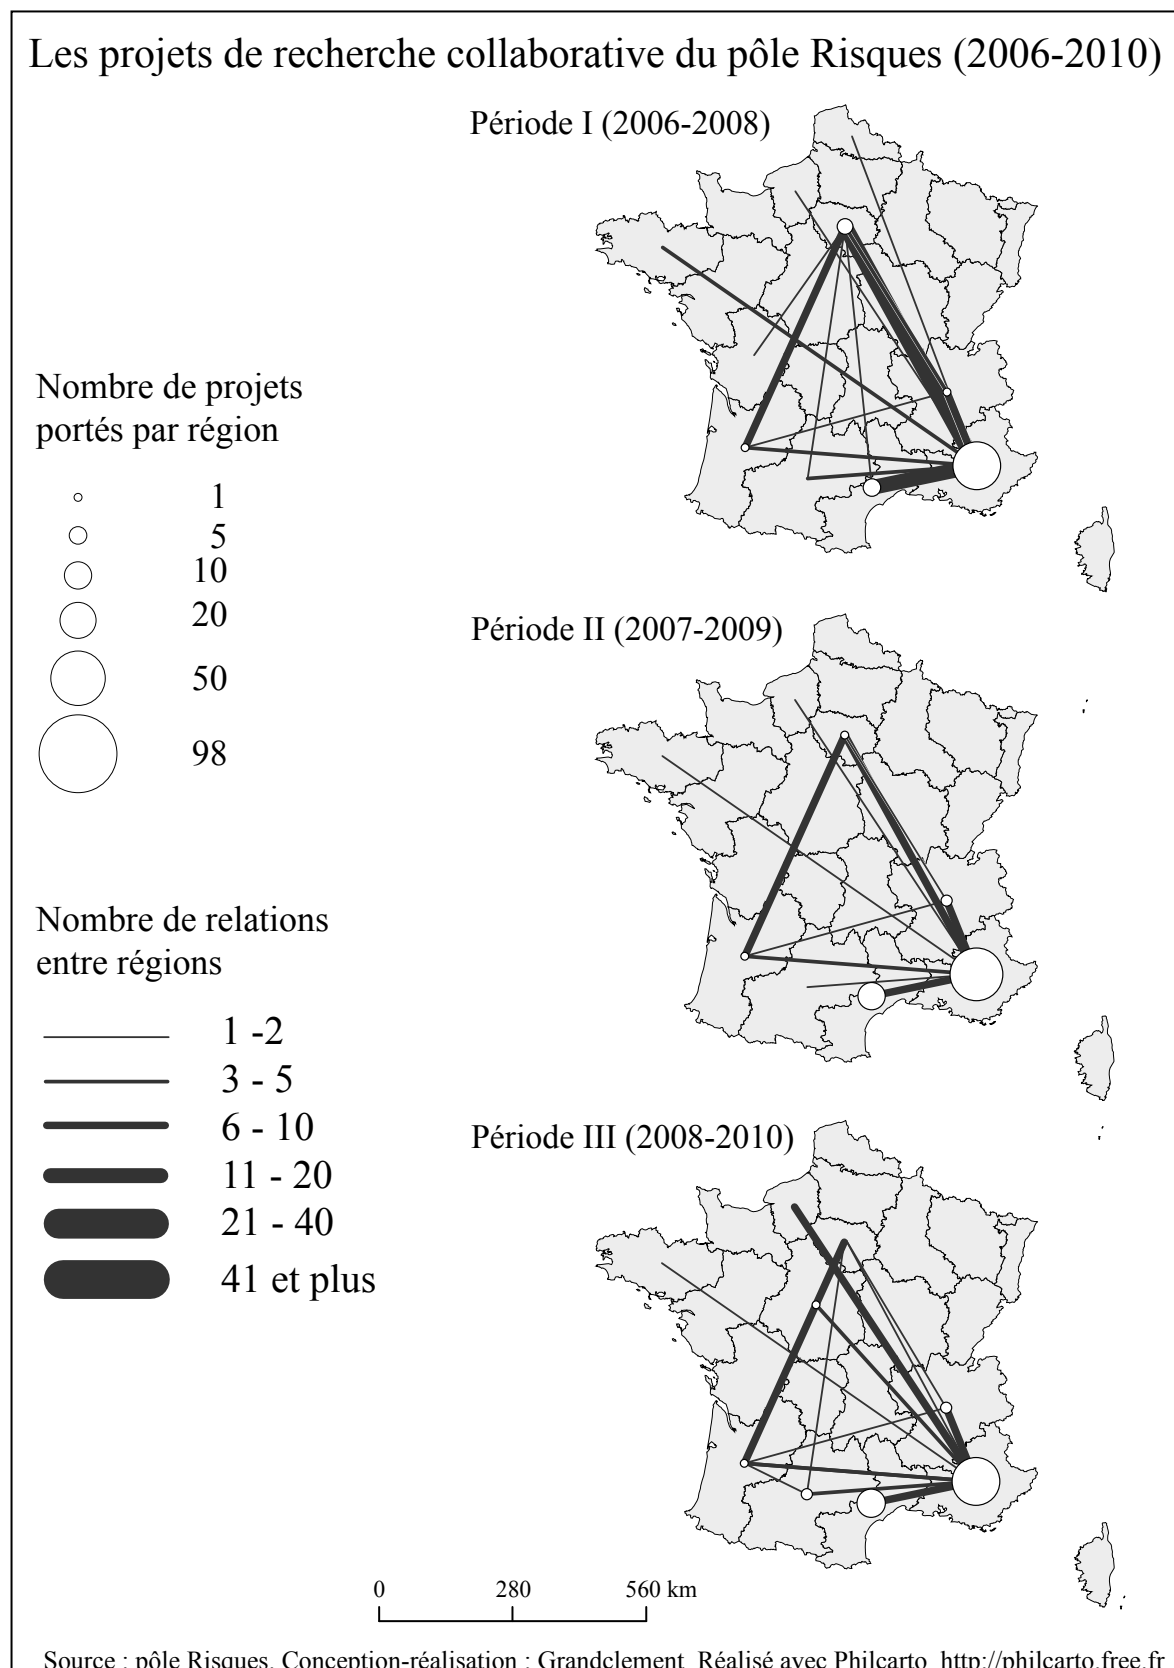 Les projets de recherche collaborative du pôle Risques (2006-2010)
Période I (2006-2008)
Nombre de projets
portés par région
1
5
10
20
50
98
Période II (2007-2009)
Nombre de relations
entre régions
1 -2
3 - 5
6 - 10
11 - 20
21 - 40
41 et plus
Période III (2008-2010)
0 280 560 km
Source : pôle Risques. Conception-réalisation : Grandclement Réalisé avec Philcarto http://philcarto.free.fr